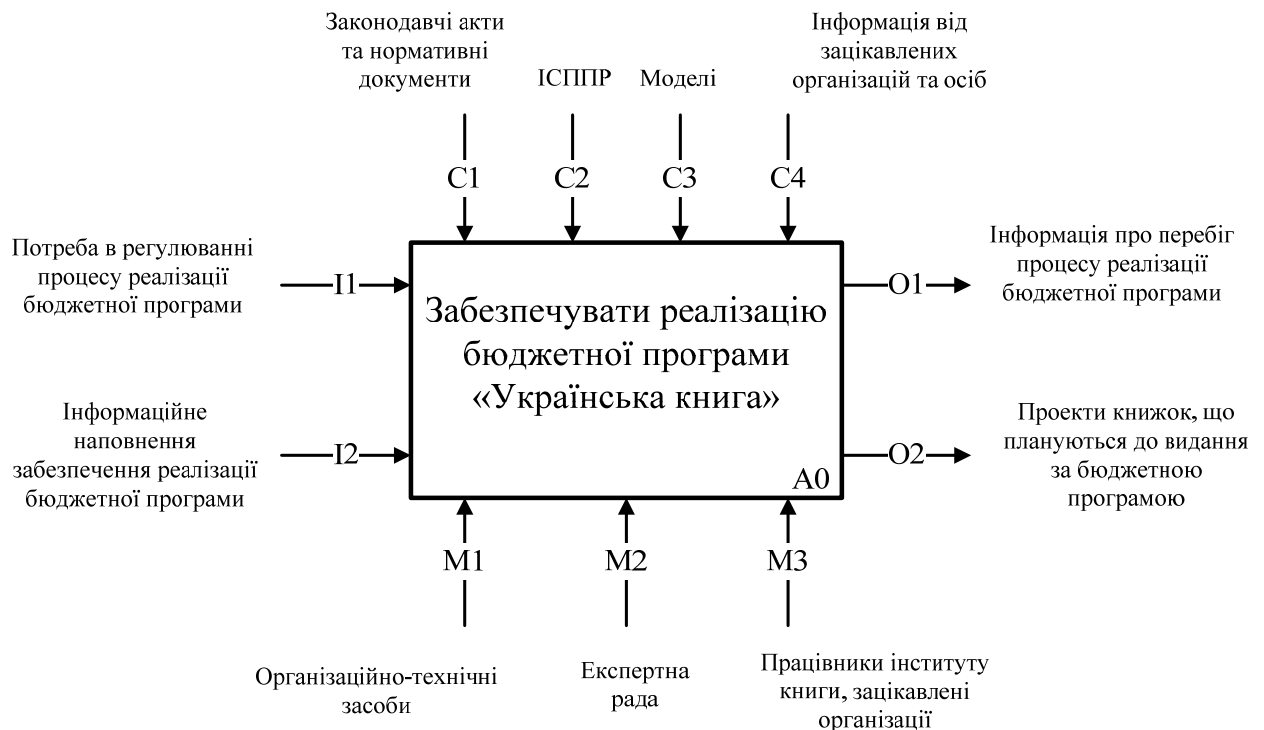 Законодавчі акти
та нормативні
документи
ІСППР
Моделі
Інформація від
зацікавлених
організацій та осіб
C1
C2
C3
C4
Потреба в регулюванні
процесу реалізації
бюджетної програми
I1
Інформаційне
наповнення
забезпечення реалізації
бюджетної програми
I2
Забезпечувати реалізацію
бюджетної програми
«Українська книга»
A0
O1
Інформація про перебіг
процесу реалізації
бюджетної програми
O2
Проекти книжок, що
плануються до видання
за бюджетною
програмою
M1
M2
M3
Організаційно-технічні
засоби
Експертна
рада
Працівники інституту
книги, зацікавлені
організації